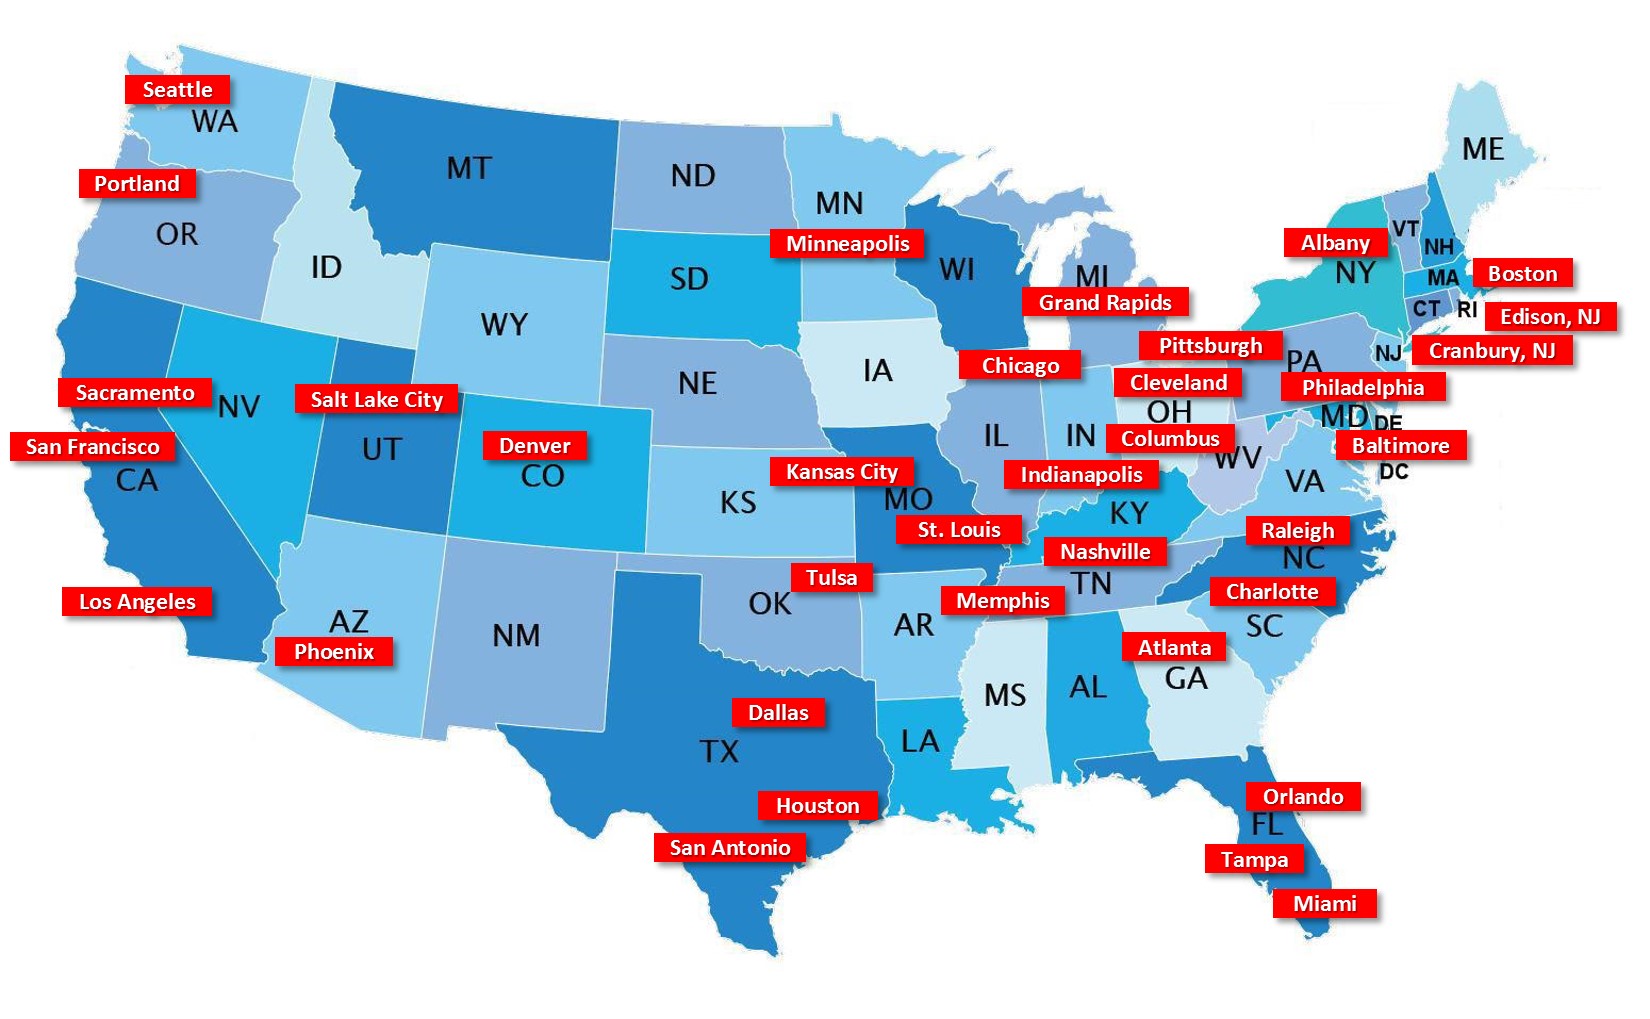 Seattle
WA
MT
ND
MN
ME
Portland
OR
ID
Minneapolis
WI
MI
Albany
VT
NH
NY
MA
Boston
SD
WY
Grand Rapids
CT
RI
Edison, NJ
Pittsburgh
PA
NJ
Cranbury, NJ
Chicago
IA
NE
Cleveland
Philadelphia
Sacramento
NV
Salt Lake City
OH
MD
DE
San Francisco
CA
UT
Denver
CO
IL
IN
Columbus
WV
Baltimore
DC
Kansas City
KS
MO
Indianapolis
VA
KY
St. Louis
Raleigh
NC
Nashville
TN
Tulsa
OK
Los Angeles
Memphis
Charlotte
AZ
Phoenix
NM
AR
SC
Atlanta
GA
MS
AL
Dallas
TX
LA
Houston
San Antonio
Orlando
FL
Tampa
Miami